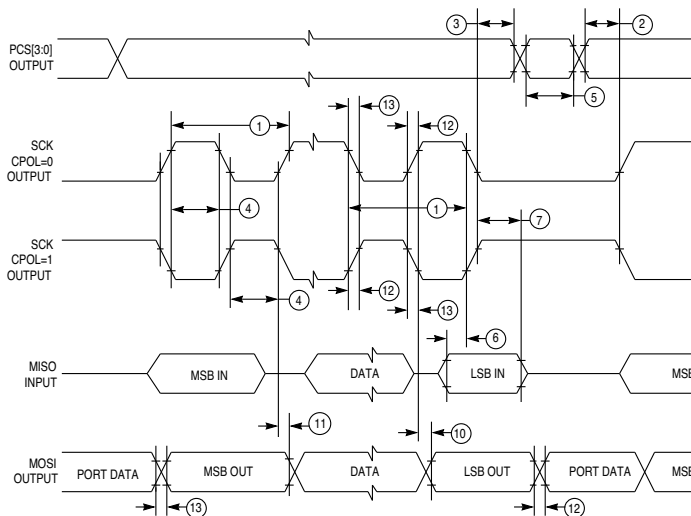 3
2
PCS[3:0]
OUTPUT
5
13
12
1
SCK
CPOL=0
OUTPUT
4
1
7
SCK
CPOL=1
OUTPUT
4
12
13
6
MISO
INPUT
MSB IN
DATA
LSB IN
MSB
11
10
MOSI
OUTPUT
PORT DATA
MSB OUT
DATA
LSB OUT
PORT DATA
MSB
13
12